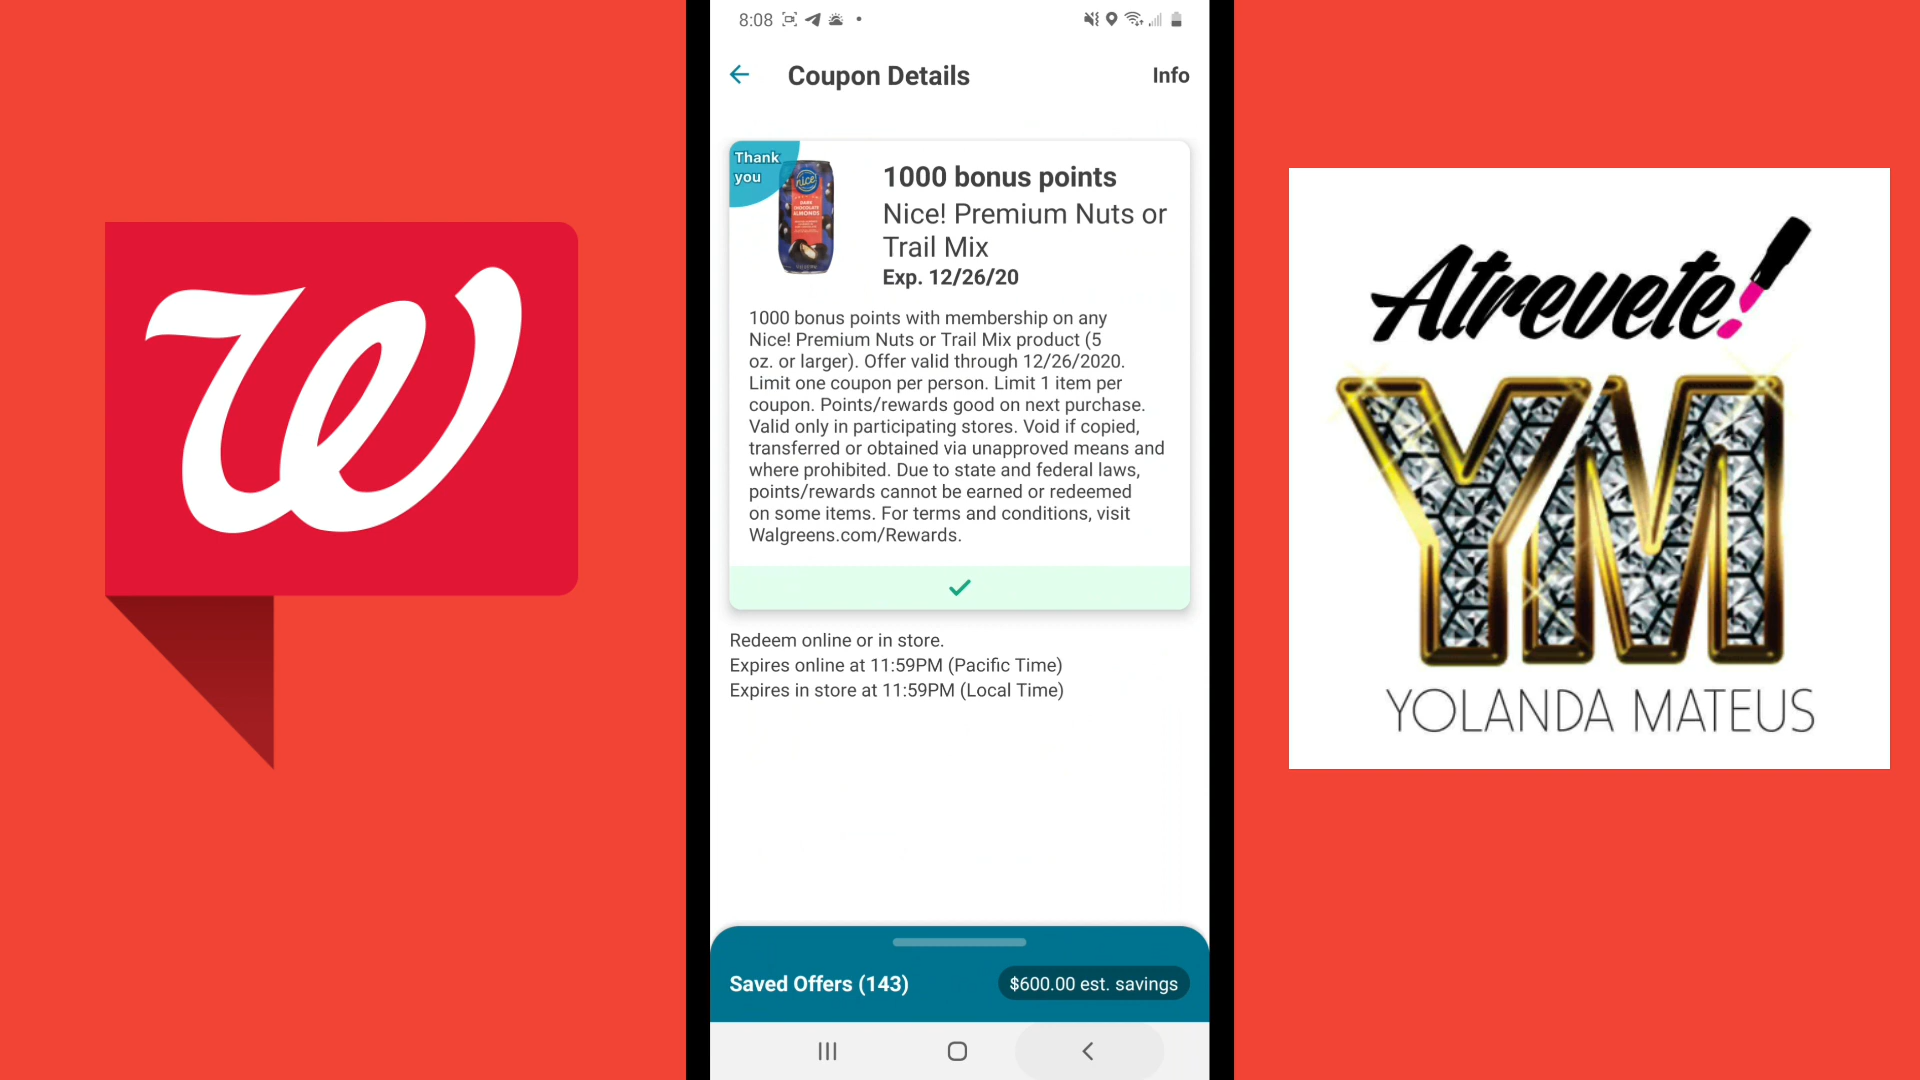 8:08
Coupon Details
Info
Thank
you
nice!
DARK
CHOCOLATE
ALMONDS
1000 bonus points
Nice! Premium Nuts or
Trail Mix
Exp. 12/26/20
1000 bonus points with membership on any
Nice! Premium Nuts or Trail Mix product (5
oz. or larger). Offer valid through 12/26/2020.
Limit one coupon per person. Limit 1 item per
coupon. Points/rewards good on next purchase.
Valid only in participating stores. Void if copied,
transferred or obtained via unapproved means and
where prohibited. Due to state and federal laws,
points/rewards cannot be earned or redeemed
on some items. For terms and conditions, visit
Walgreens.com/Rewards.
Redeem online or in store.
Expires online at 11:59PM (Pacific Time)
Expires in store at 11:59PM (Local Time)
Saved Offers (143)
$600.00 est. savings
W
Atrevete!
YM
YOLANDA MATEUS